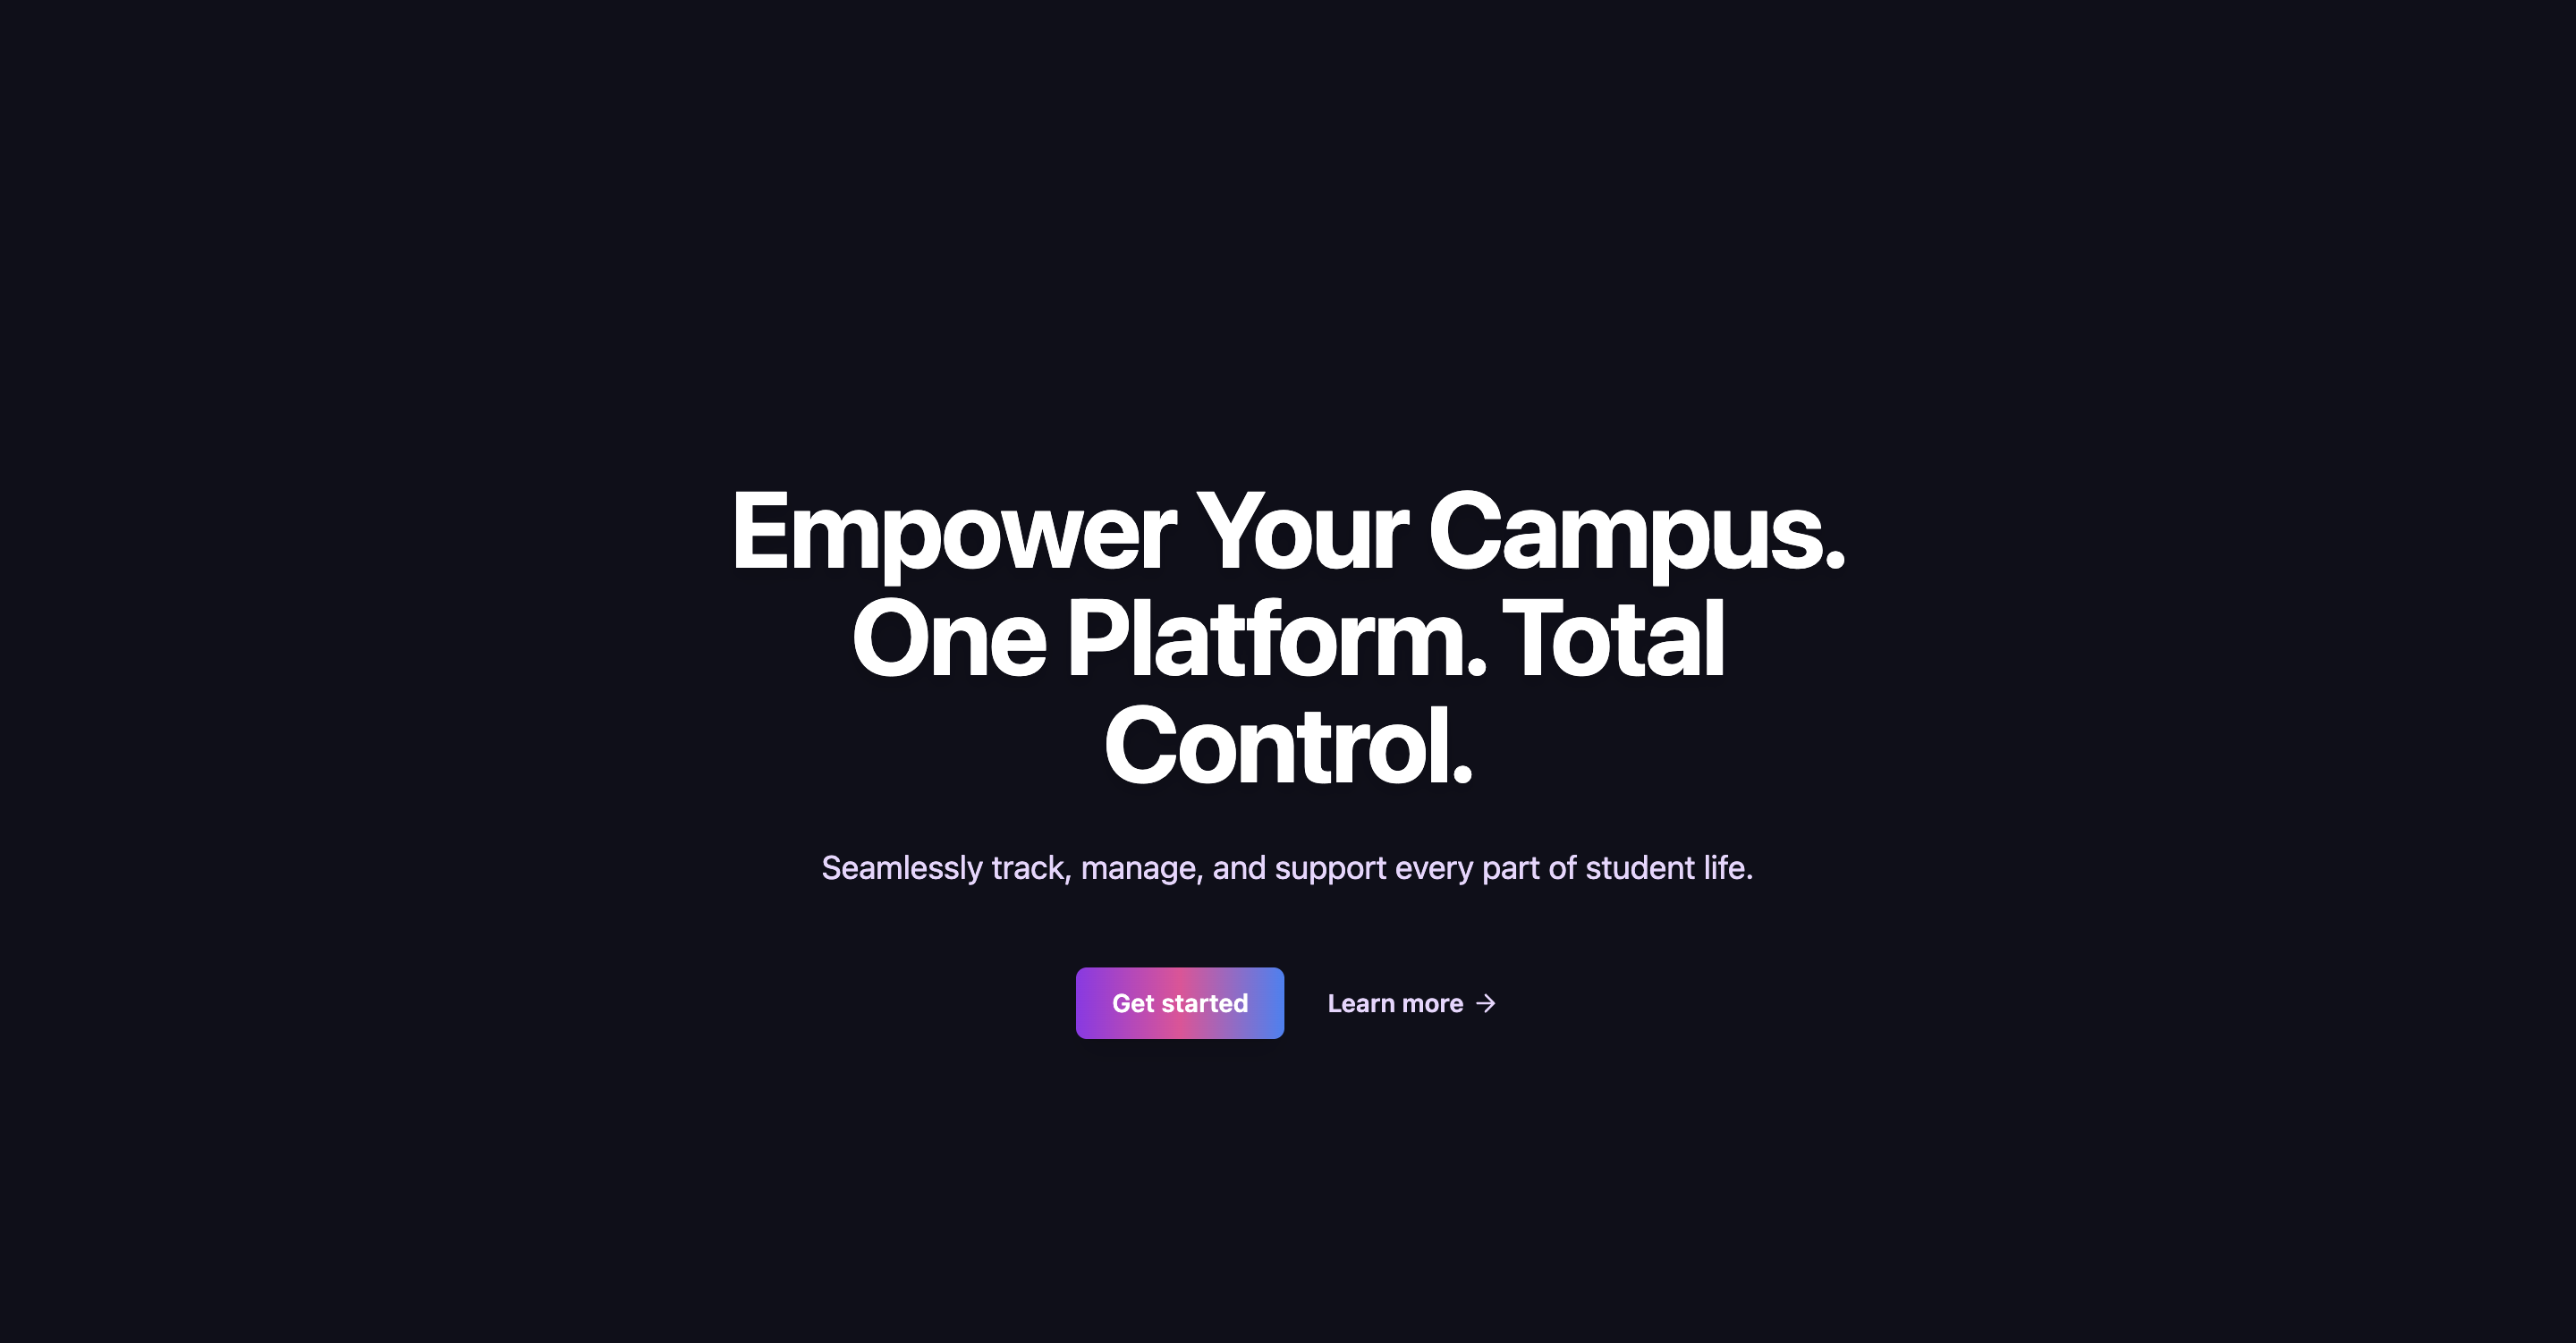 Empower Your Campus.
One Platform. Total
Control.
Seamlessly track, manage, and support every part of student life.
Get started
Learn more →